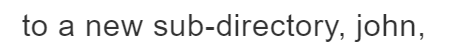 to a new sub-directory, john,